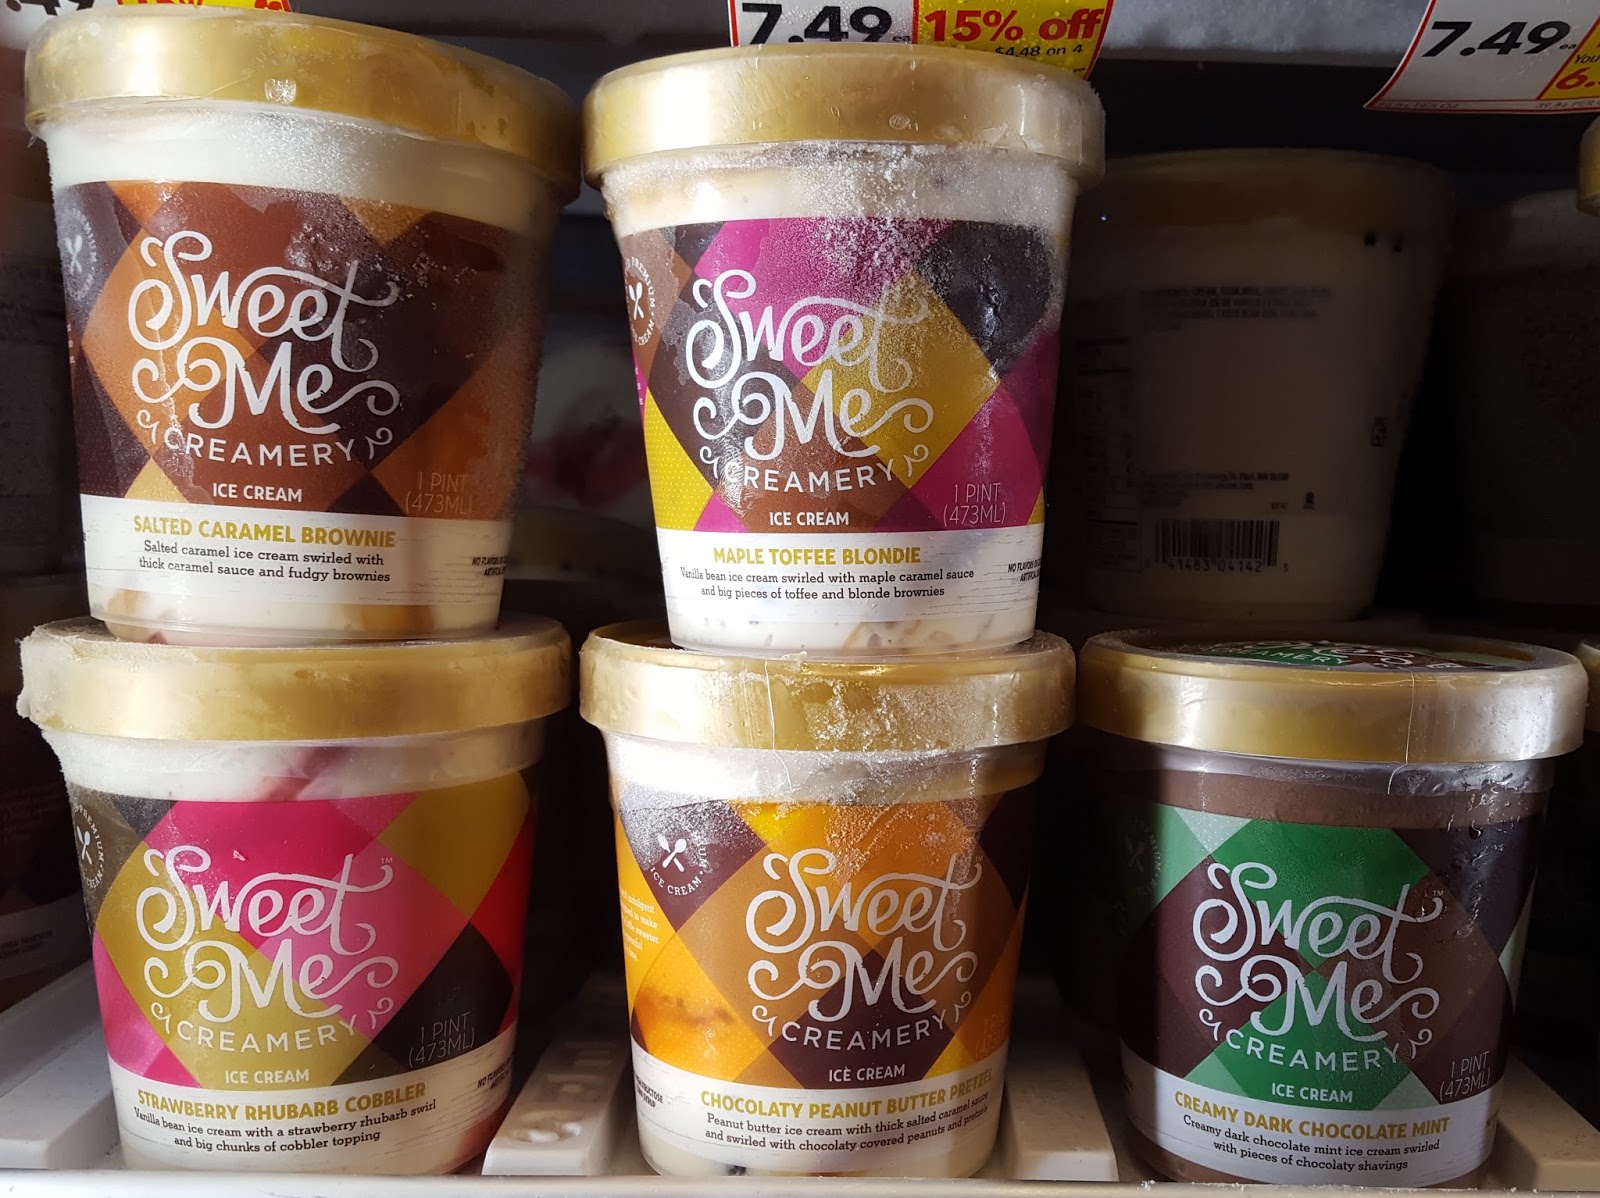 7.49
15% off
$4.48 on 4
7.49
Sweet
Me
CREAMERY
ICE CREAM
1 PINT
(473ML)
SALTED CARAMEL BROWNIE
Salted caramel ice cream swirled with
thick caramel sauce and fudgy brownies
Sweet
Me
CREAMERY
ICE CREAM
1 PINT
(473ML)
MAPLE TOFFEE BLONDIE
Vanilla bean ice cream swirled with maple caramel sauce
and big pieces of toffee and blonde brownies
41483 04142
Sweet
Me
CREAMERY
ICE CREAM
1 PINT
(473ML)
STRAWBERRY RHUBARB COBBLER
Vanilla bean ice cream with a strawberry rhubarb swirl
and big chunks of cobbler topping
ICE CREAM
Sweet
Me
CREAMERY
ICE CREAM
CHOCOLATY PEANUT BUTTER PRETZEL
Peanut butter ice cream with thick salted caramel sauce
and swirled with chocolaty covered peanuts and pretzels
CREAMERY
Sweet
Me
CREAMERY
ICE CREAM
1 PINT
(473ML)
CREAMY DARK CHOCOLATE MINT
Creamy dark chocolate mint ice cream swirled
with pieces of chocolaty shavings